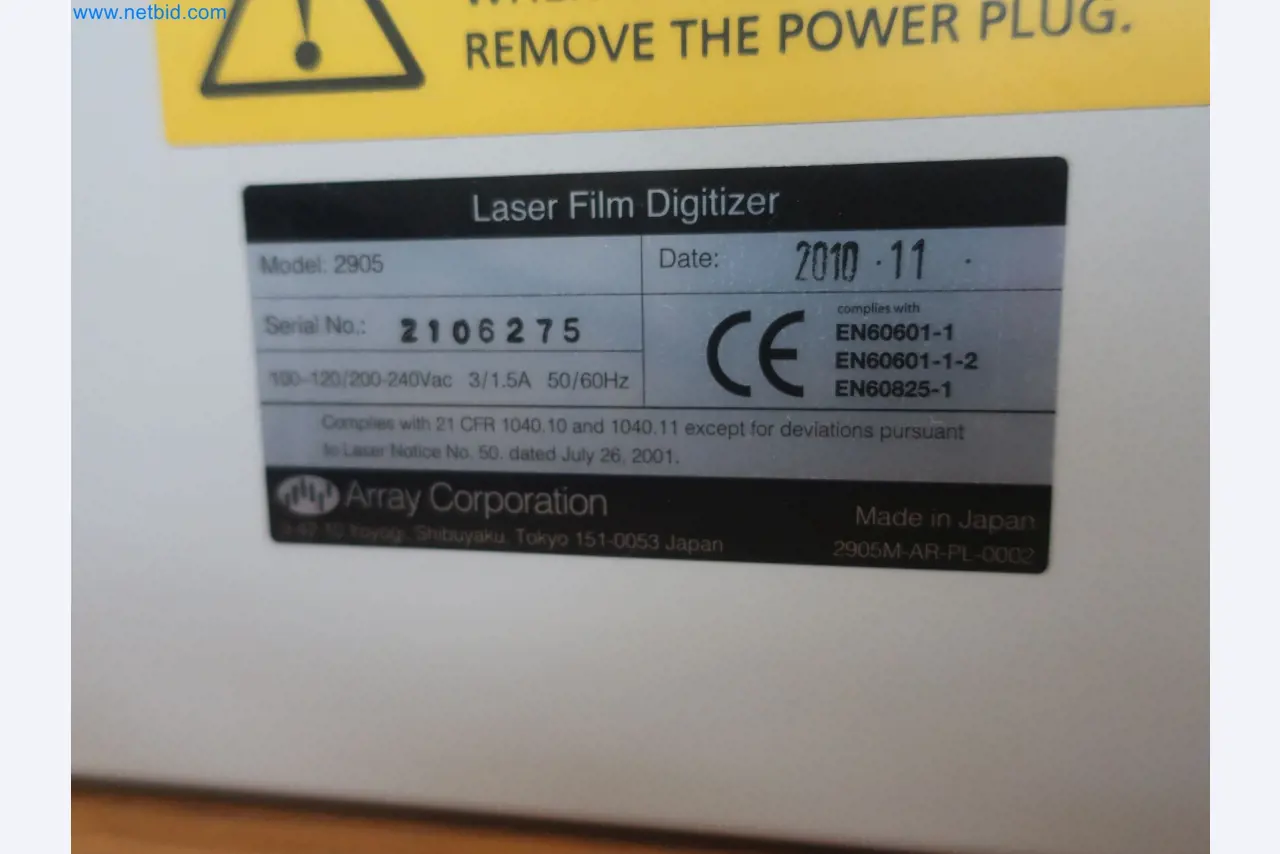 www.netbid.com
REMOVE THE POWER PLUG.
Laser Film Digitizer
Model: 2905
Date: 2010 ·11 ·
Serial No.: 2106275
complies with
EN60601-1
EN60601-1-2
EN60825-1
100-120/200-240Vac 3/1.5A 50/60Hz
Complies with 21 CFR 1040.10 and 1040.11 except for deviations pursuant
to Laser Notice No. 50. dated July 26, 2001.
Array Corporation
Made in Japan
Shibuyaku, Tokyo 151-0053 Japan
2905M-AR-PL-0002